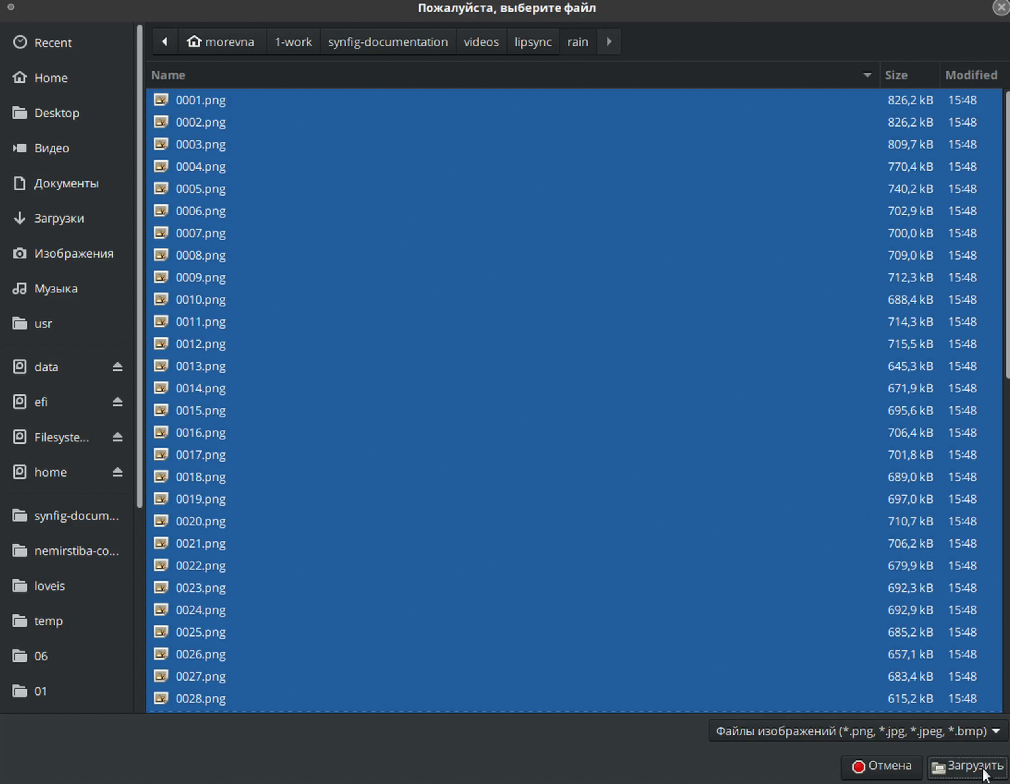 Пожалуйста, выберите файл
Recent
Home
Desktop
Видео
Документы
Загрузки
Изображения
Музыка
usr
data
efi
Filesyste...
home
synfig-docum...
nemirstiba-co...
loveis
temp
06
01
morevna 1-work synfig-documentation videos lipsync rain
Name Size Modified
0001.png 826,2 kB 15:48
0002.png 826,2 kB 15:48
0003.png 809,7 kB 15:48
0004.png 770,4 kB 15:48
0005.png 740,2 kB 15:48
0006.png 702,9 kB 15:48
0007.png 700,0 kB 15:48
0008.png 709,0 kB 15:48
0009.png 712,3 kB 15:48
0010.png 688,4 kB 15:48
0011.png 714,3 kB 15:48
0012.png 715,5 kB 15:48
0013.png 645,3 kB 15:48
0014.png 671,9 kB 15:48
0015.png 695,6 kB 15:48
0016.png 706,4 kB 15:48
0017.png 701,8 kB 15:48
0018.png 689,0 kB 15:48
0019.png 697,0 kB 15:48
0020.png 710,7 kB 15:48
0021.png 706,2 kB 15:48
0022.png 679,9 kB 15:48
0023.png 692,3 kB 15:48
0024.png 692,9 kB 15:48
0025.png 685,2 kB 15:48
0026.png 657,1 kB 15:48
0027.png 683,4 kB 15:48
0028.png 615,2 kB 15:48
Файлы изображений (*.png, *.jpg, *.jpeg, *.bmp)
Отмена Загрузить